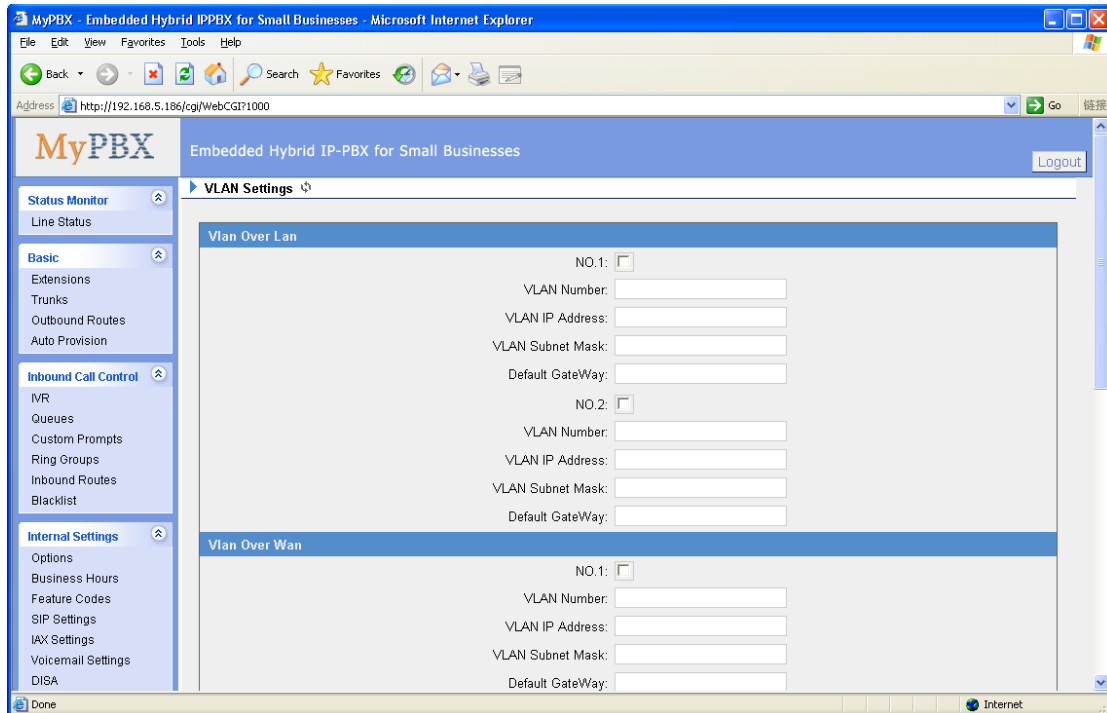 MyPBX - Embedded Hybrid IPPBX for Small Businesses - Microsoft Internet Explorer
File Edit View Favorites Tools Help
Back Search Favorites
Address http://192.168.5.186/cgi/WebCGI?1000 Go 链接
MyPBX
Embedded Hybrid IP-PBX for Small Businesses
Logout
Status Monitor
Line Status
Basic
Extensions
Trunks
Outbound Routes
Auto Provision
Inbound Call Control
IVR
Queues
Custom Prompts
Ring Groups
Inbound Routes
Blacklist
Internal Settings
Options
Business Hours
Feature Codes
SIP Settings
IAX Settings
Voicemail Settings
DISA
VLAN Settings
Vlan Over Lan
NO.1:
VLAN Number:
VLAN IP Address:
VLAN Subnet Mask:
Default GateWay:
NO.2:
VLAN Number:
VLAN IP Address:
VLAN Subnet Mask:
Default GateWay:
Vlan Over Wan
NO.1:
VLAN Number:
VLAN IP Address:
VLAN Subnet Mask:
Default GateWay:
Done Internet